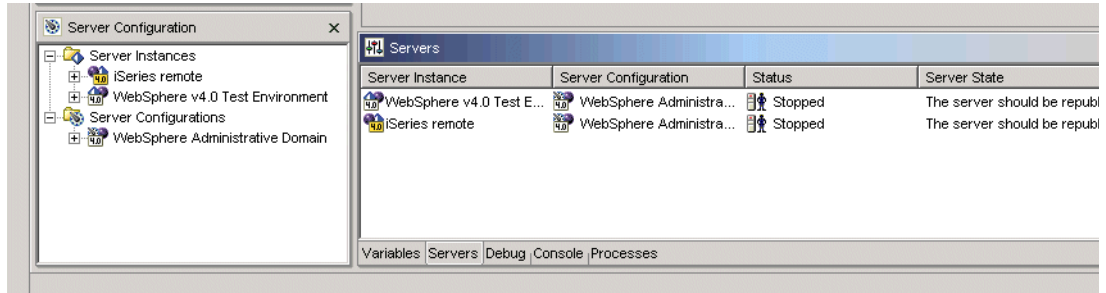 Server Configuration
Server Instances
iSeries remote
WebSphere v4.0 Test Environment
Server Configurations
WebSphere Administrative Domain
Servers
Server Instance Server Configuration Status Server State
WebSphere v4.0 Test E... WebSphere Administra... Stopped The server should be republ
iSeries remote WebSphere Administra... Stopped The server should be republ
Variables Servers Debug Console Processes